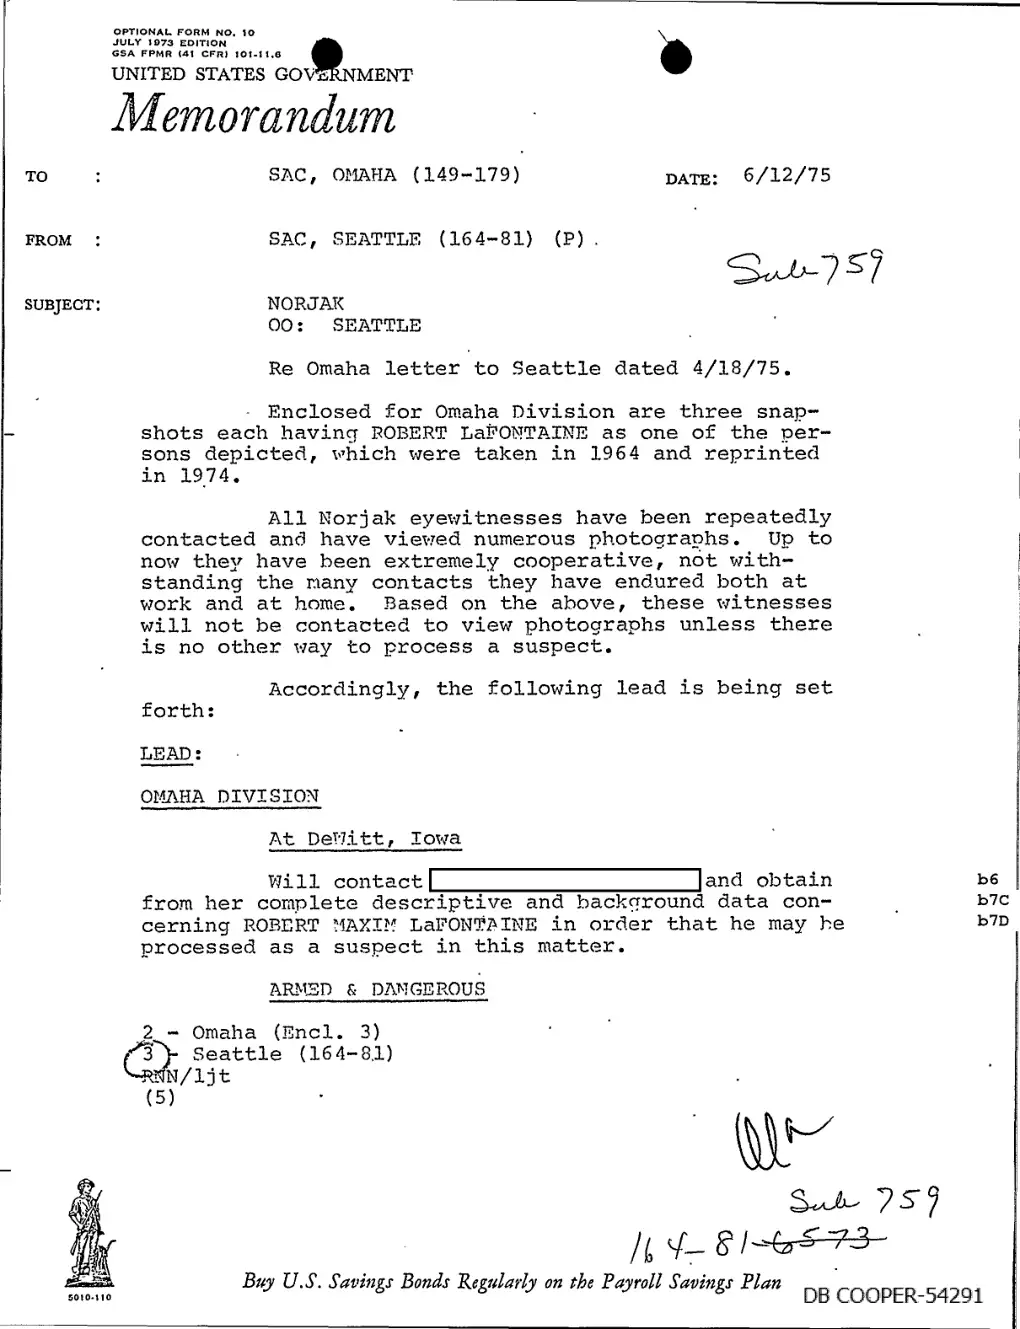 OPTIONAL FORM NO. 10
JULY 1973 EDITION
GSA FPMR (41 CFR) 101-11.6
UNITED STATES GOVERNMENT
Memorandum
TO : SAC, OMAHA (149-179) DATE: 6/12/75
FROM : SAC, SEATTLE (164-81) (P).
Sub 759
SUBJECT: NORJAK
OO: SEATTLE
Re Omaha letter to Seattle dated 4/18/75.
Enclosed for Omaha Division are three snap-
shots each having ROBERT LaFONTAINE as one of the per-
sons depicted, which were taken in 1964 and reprinted
in 1974.
All Norjak eyewitnesses have been repeatedly
contacted and have viewed numerous photographs. Up to
now they have been extremely cooperative, not with-
standing the many contacts they have endured both at
work and at home. Based on the above, these witnesses
will not be contacted to view photographs unless there
is no other way to process a suspect.
Accordingly, the following lead is being set
forth:
LEAD:
OMAHA DIVISION
At DeWitt, Iowa
Will contact and obtain b6
from her complete descriptive and background data con- b7C
cerning ROBERT MAXIM LaFONTAINE in order that he may be b7D
processed as a suspect in this matter.
ARMED & DANGEROUS
2 - Omaha (Encl. 3)
3 - Seattle (164-81)
RNN/ljt
(5)
Sub 759
164-81-6573
Buy U.S. Savings Bonds Regularly on the Payroll Savings Plan
5010-110
DB COOPER-54291